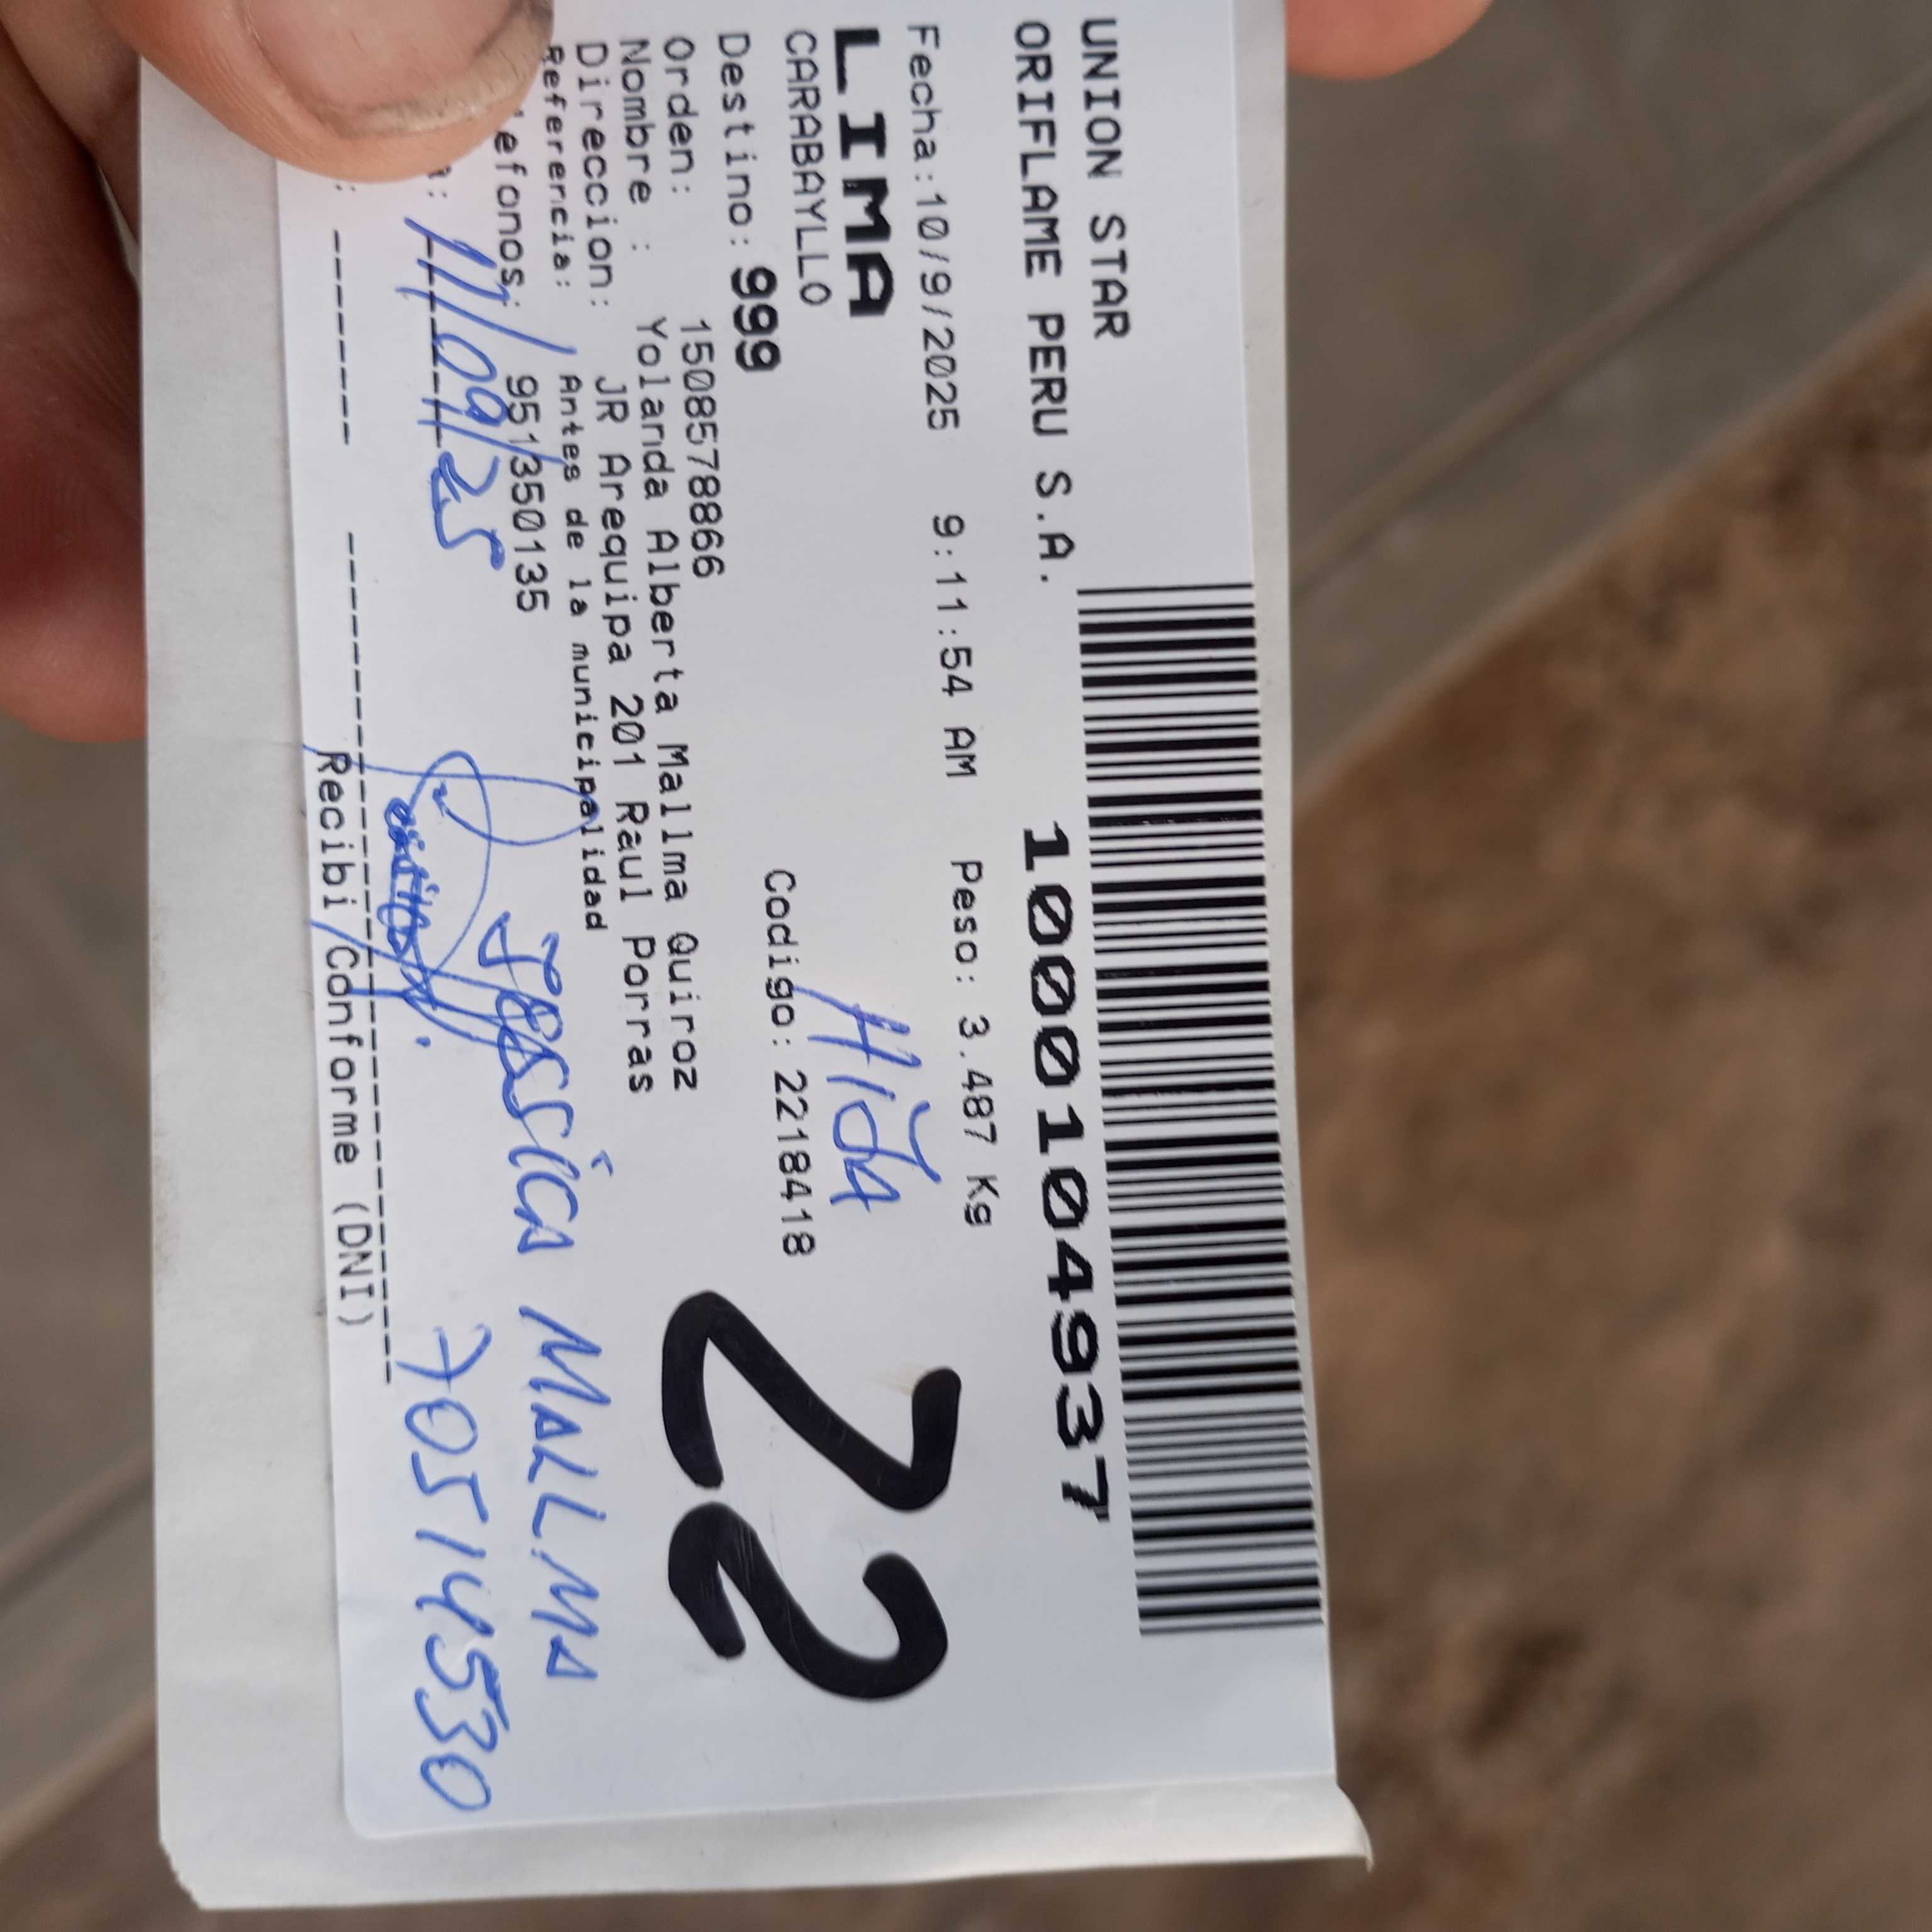 UNION STAR
ORIFLAME PERU S.A. 1000104937
Fecha:10/9/2025 9:11:54 AM Peso: 3.487 Kg
LIMA
CARABAYLLO HIJA
Destino: 999 Codigo: 2218418
22
Orden: 1508578866
Nombre : Yolanda Alberta Mallma Quiroz
Direccion: JR Arequipa 201 Raul Porras
Referencia: Antes de la municipalidad
efonos: 951350135 Jessica MALLMA
: 11/09/25 70514530
Recibi Conforme (DNI)